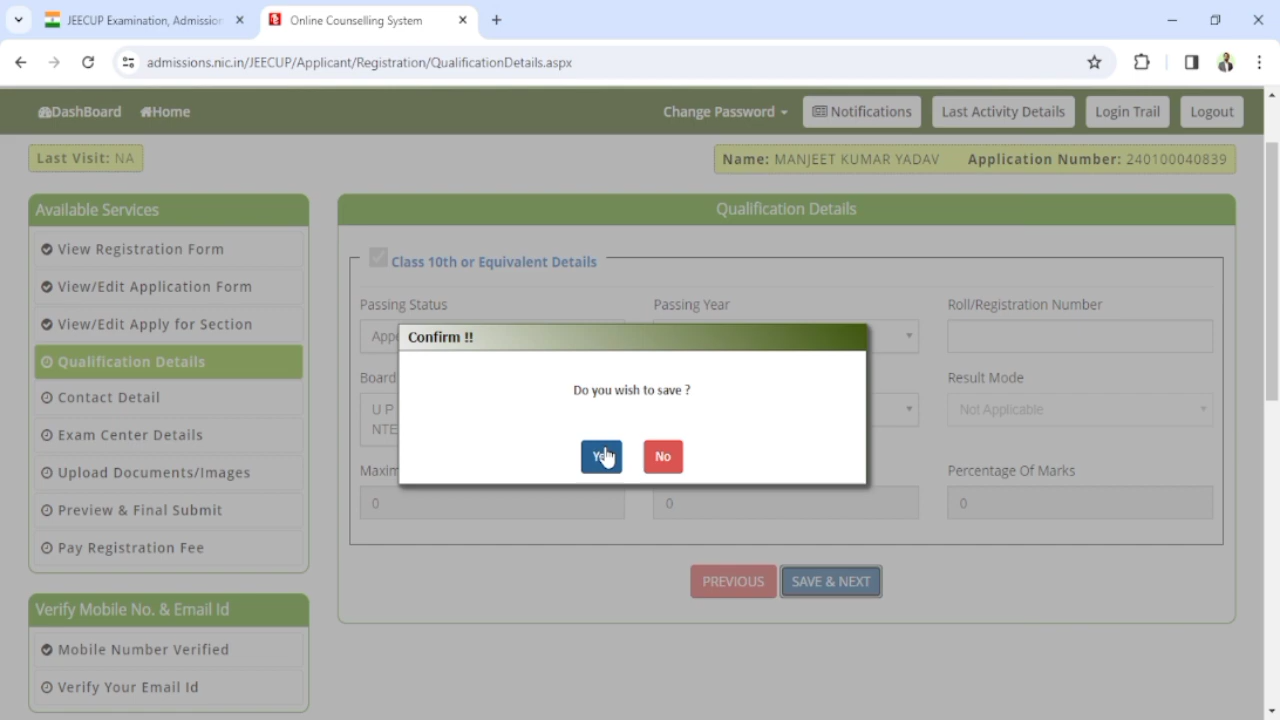 JEECUP Examination, Admission
Online Counselling System
admissions.nic.in/JEECUP/Applicant/Registration/QualificationDetails.aspx
DashBoard Home Change Password Notifications Last Activity Details Login Trail Logout
Last Visit: NA
Name: MANJEET KUMAR YADAV Application Number: 240100040839
Available Services
View Registration Form
View/Edit Application Form
View/Edit Apply for Section
Qualification Details
Contact Detail
Exam Center Details
Upload Documents/Images
Preview & Final Submit
Pay Registration Fee
Verify Mobile No. & Email Id
Mobile Number Verified
Verify Your Email Id
Qualification Details
Class 10th or Equivalent Details
Passing Status Passing Year Roll/Registration Number
Board Result Mode
U P Not Applicable
Percentage Of Marks
0 0 0
PREVIOUS SAVE & NEXT
Confirm !!
Do you wish to save ?
No